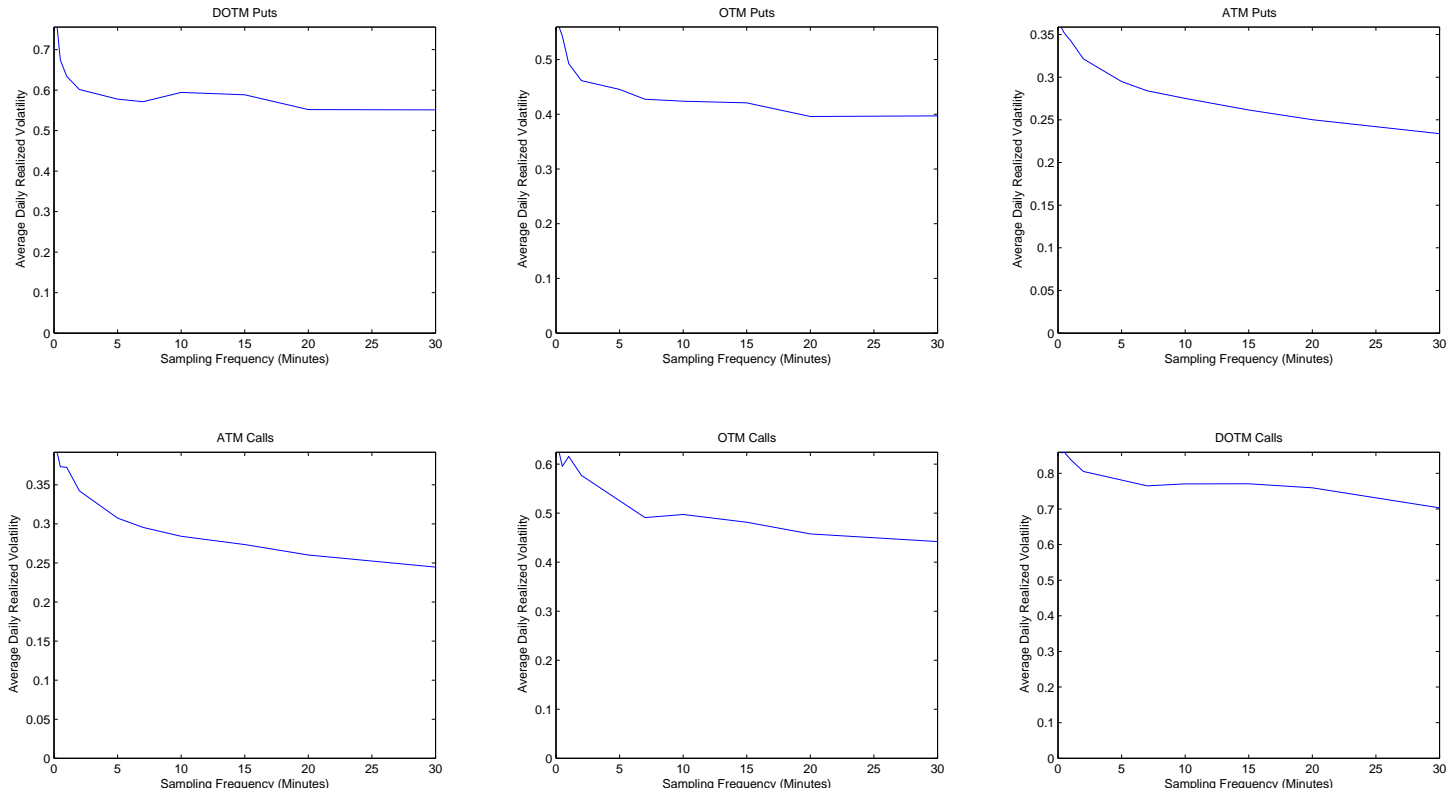 DOTM Puts
Average Daily Realized Volatility
0.7
0.6
0.5
0.4
0.3
0.2
0.1
0
0 5 10 15 20 25 30
Sampling Frequency (Minutes)
OTM Puts
Average Daily Realized Volatility
0.5
0.4
0.3
0.2
0.1
0
0 5 10 15 20 25 30
Sampling Frequency (Minutes)
ATM Puts
Average Daily Realized Volatility
0.35
0.3
0.25
0.2
0.15
0.1
0.05
0
0 5 10 15 20 25 30
Sampling Frequency (Minutes)
ATM Calls
Average Daily Realized Volatility
0.35
0.3
0.25
0.2
0.15
0.1
0.05
0
0 5 10 15 20 25 30
Sampling Frequency (Minutes)
OTM Calls
Average Daily Realized Volatility
0.6
0.5
0.4
0.3
0.2
0.1
0
0 5 10 15 20 25 30
Sampling Frequency (Minutes)
DOTM Calls
Average Daily Realized Volatility
0.8
0.7
0.6
0.5
0.4
0.3
0.2
0.1
0
0 5 10 15 20 25 30
Sampling Frequency (Minutes)